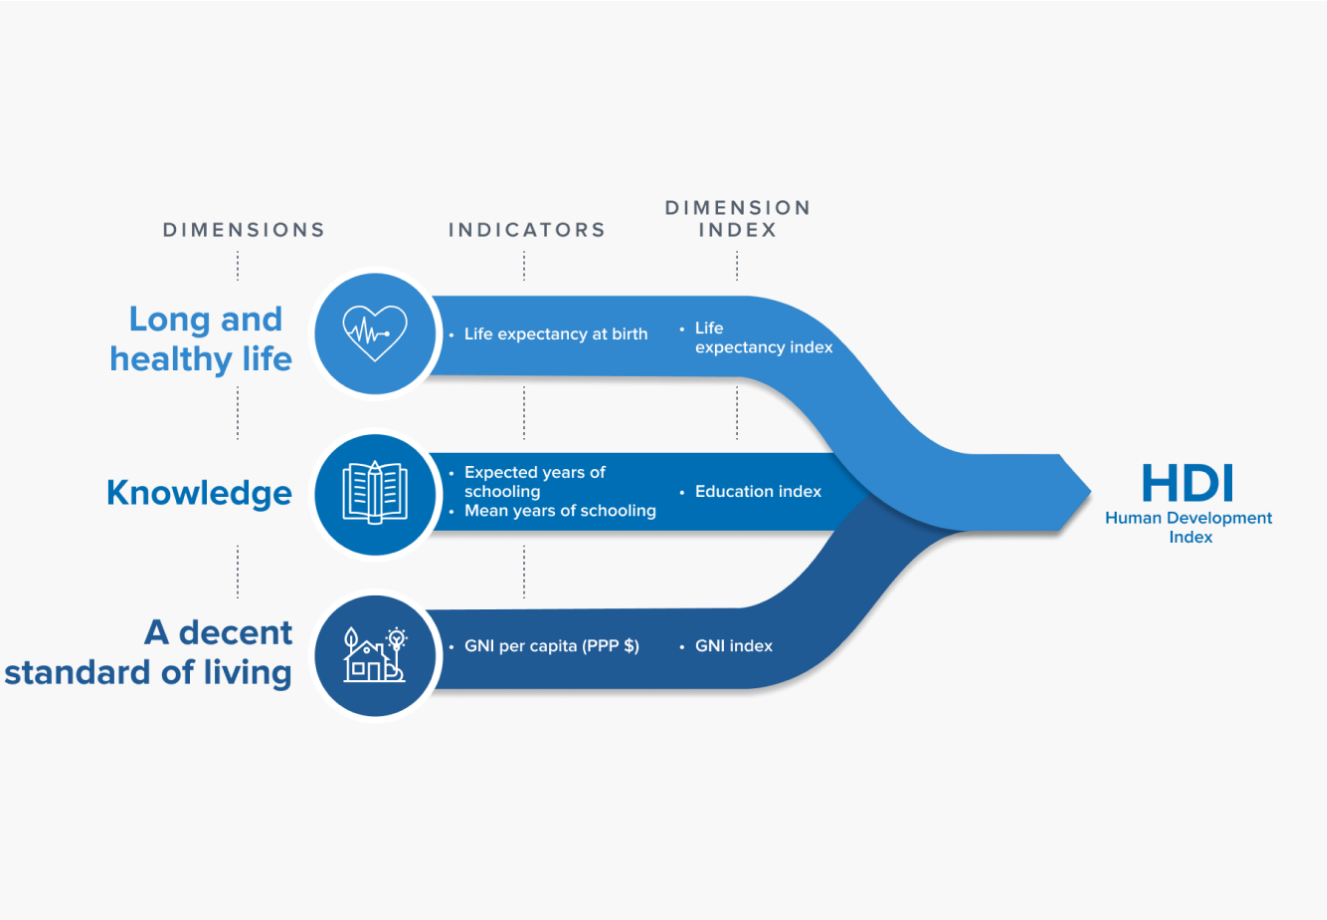 DIMENSIONS
INDICATORS
DIMENSION
INDEX
Long and
healthy life
• Life expectancy at birth
• Life
expectancy index
Knowledge
• Expected years of
schooling
• Mean years of schooling
• Education index
A decent
standard of living
• GNI per capita (PPP $)
• GNI index
HDI
Human Development
Index